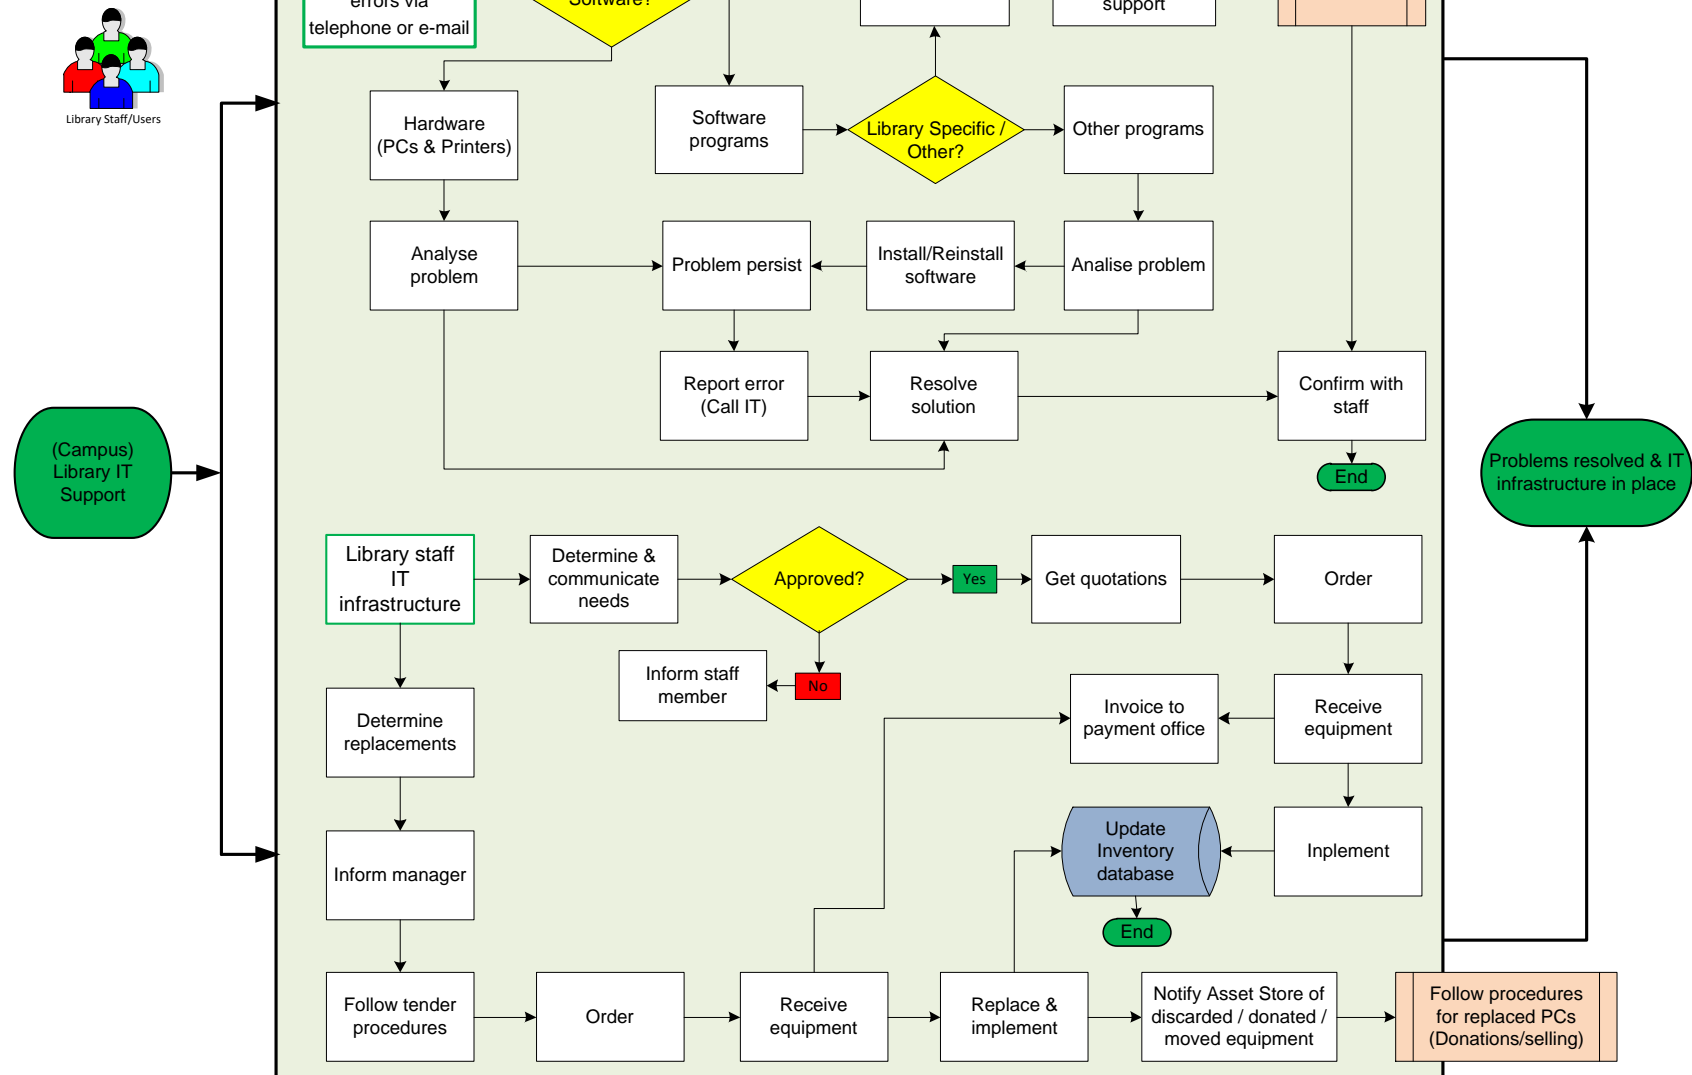 errors via
telephone or e-mail
Software?
support
Library Staff/Users
Hardware
(PCs & Printers)
Software
programs
Library Specific /
Other?
Other programs
Analyse
problem
Problem persist
Install/Reinstall
software
Analise problem
Report error
(Call IT)
Resolve
solution
Confirm with
staff
End
(Campus)
Library IT
Support
Problems resolved & IT
infrastructure in place
Library staff
IT
infrastructure
Determine &
communicate
needs
Approved?
Yes
Get quotations
Order
Inform staff
member
No
Determine
replacements
Invoice to
payment office
Receive
equipment
Inform manager
Update
Inventory
database
Inplement
End
Follow tender
procedures
Order
Receive
equipment
Replace &
implement
Notify Asset Store of
discarded / donated /
moved equipment
Follow procedures
for replaced PCs
(Donations/selling)